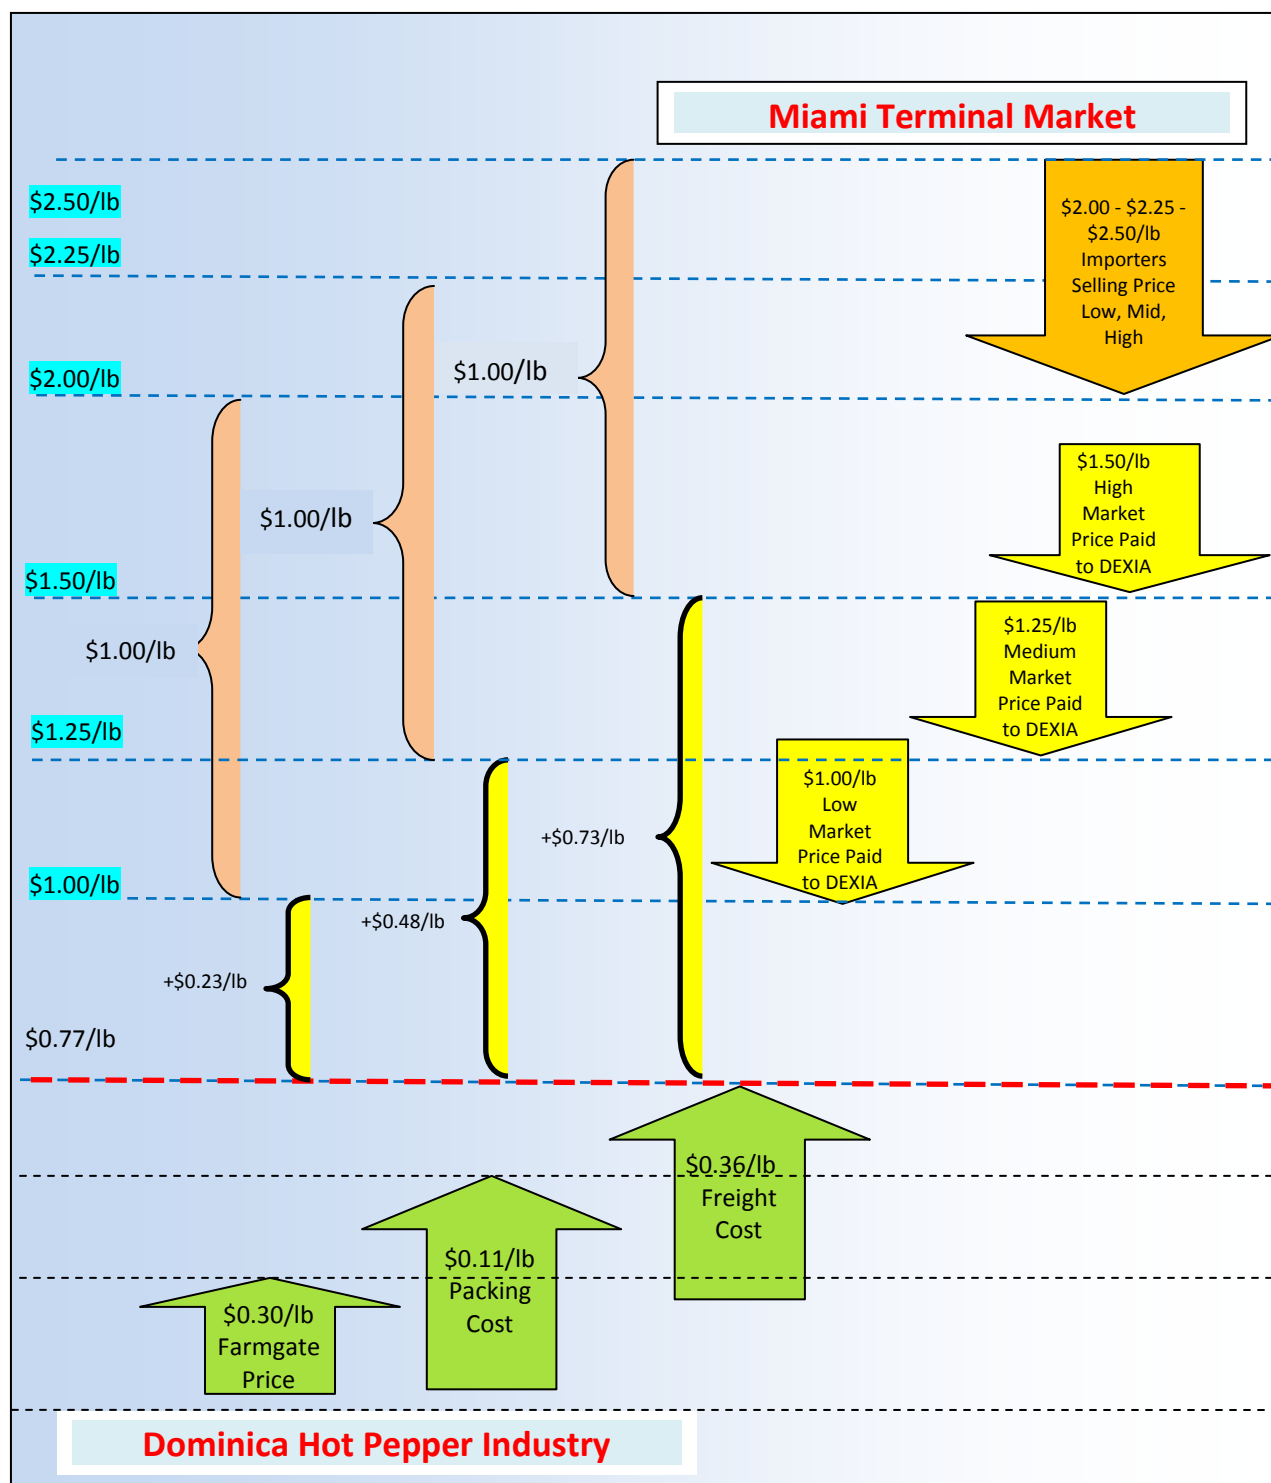 Miami Terminal Market
$2.50/lb
$2.25/lb
$2.00 - $2.25 -
$2.50/lb
Importers
Selling Price
Low, Mid,
High
$2.00/lb
$1.00/lb
$1.50/lb
High
Market
Price Paid
to DEXIA
$1.00/lb
$1.50/lb
$1.00/lb
$1.25/lb
Medium
Market
Price Paid
to DEXIA
$1.25/lb
$1.00/lb
Low
Market
Price Paid
to DEXIA
+$0.73/lb
$1.00/lb
+$0.48/lb
+$0.23/lb
$0.77/lb
$0.36/lb
Freight
Cost
$0.11/lb
Packing
Cost
$0.30/lb
Farmgate
Price
Dominica Hot Pepper Industry